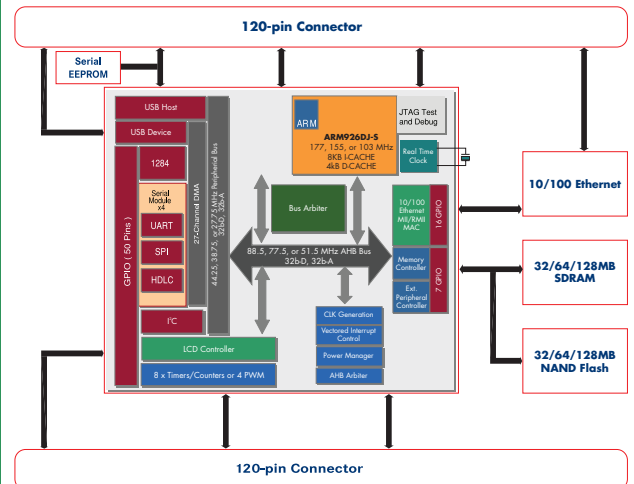 120-pin Connector
Serial
EEPROM
USB Host
USB Device
1284
Serial
Module
x4
UART
SPI
HDLC
I²C
GPIO ( 50 Pins )
27-Channel DMA
44.25, 38.75, or 27.75 MHz Peripheral Bus
32b-D, 32b-A
LCD Controller
8 x Timers/Counters or 4 PWM
ARM
ARM926DJ-S
177, 155, or 103 MHz
8KB I-CACHE
4kB D-CACHE
JTAG Test
and Debug
Real Time
Clock
Bus Arbiter
10/100
Ethernet
MII/RMII
MAC
16 GPIO
88.5, 77.5, or 51.5 MHz AHB Bus
32b-D, 32b-A
Memory
Controller
Ext.
Peripheral
Controller
7 GPIO
CLK Generation
Vectored Interrupt
Control
Power Manager
AHB Arbiter
10/100 Ethernet
32/64/128MB
SDRAM
32/64/128MB
NAND Flash
120-pin Connector